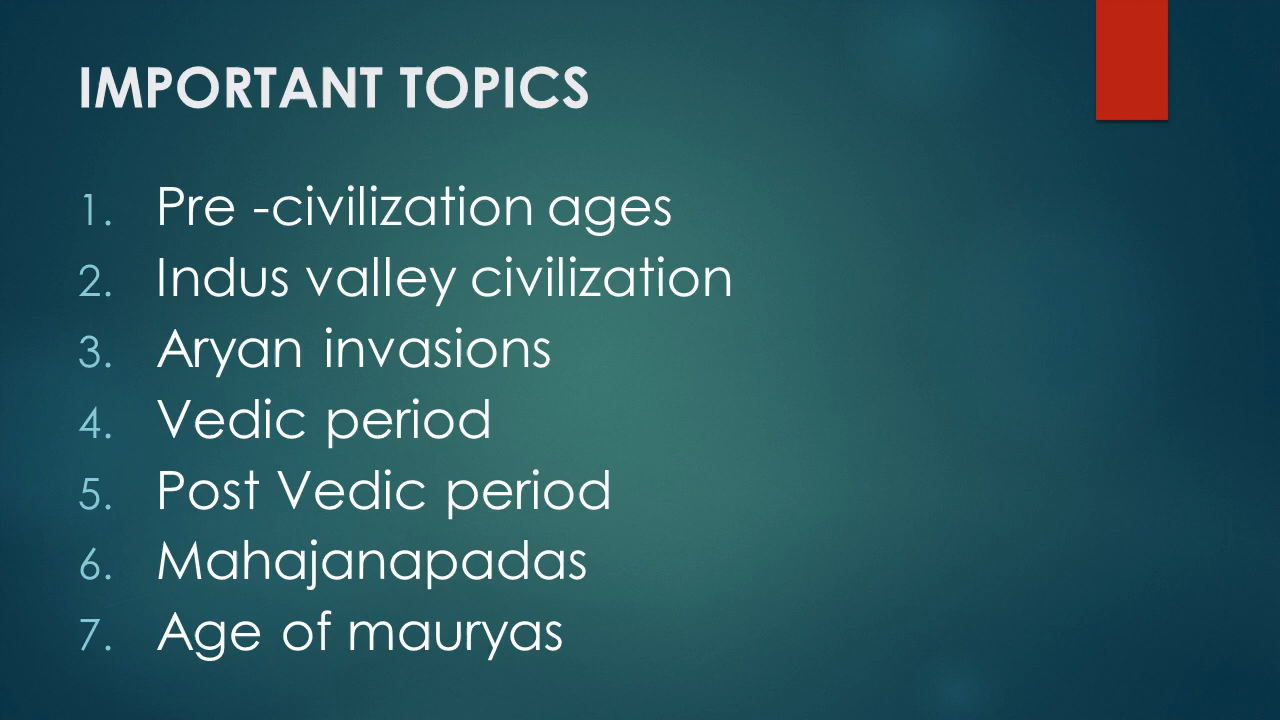 IMPORTANT TOPICS
1. Pre -civilization ages
2. Indus valley civilization
3. Aryan invasions
4. Vedic period
5. Post Vedic period
6. Mahajanapadas
7. Age of mauryas